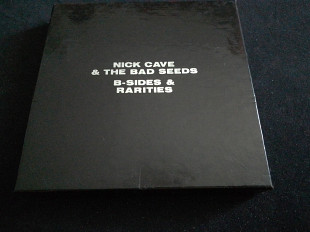 NICK CAVE
& THE BAD SEEDS
B-SIDES &
RARITIES